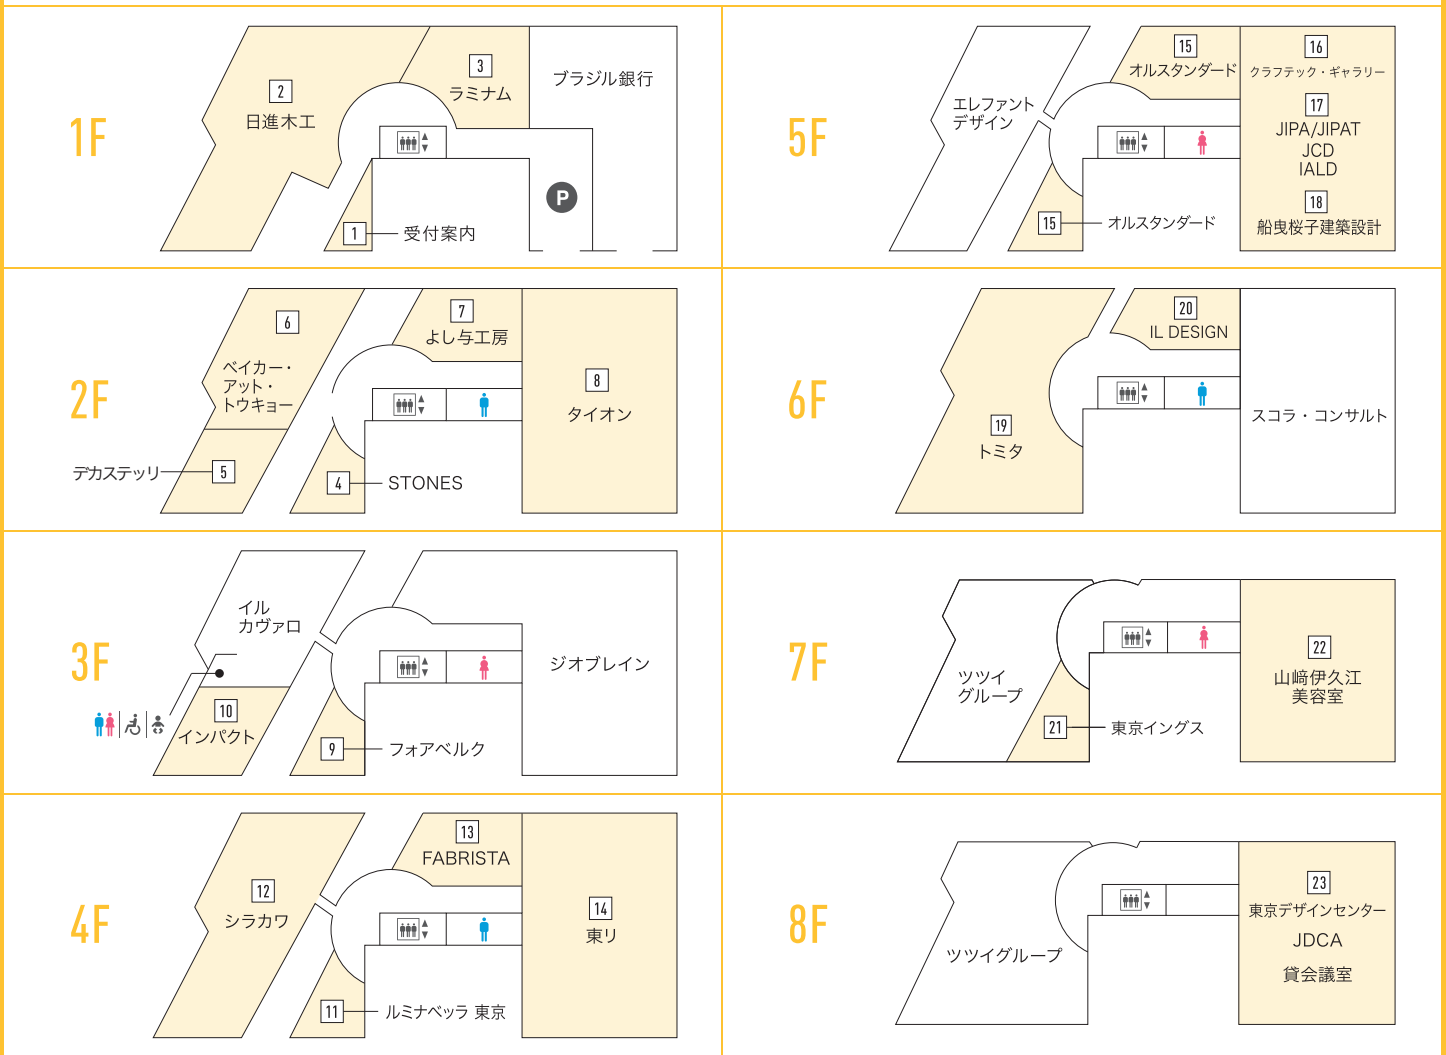 1F
2
日進木工
3
ラミナム
ブラジル銀行
P
1
受付案内
2F
6
ベイカー・
アット・
トウキョー
7
よし与工房
8
タイオン
デカステッリ
5
4
STONES
3F
イル
カヴァロ
ジオブレイン
10
インパクト
9
フォアベルク
4F
12
シラカワ
13
FABRISTA
14
東リ
11
ルミナベッラ 東京
5F
エレファント
デザイン
15
オルスタンダード
16
クラフテック・ギャラリー
17
JIPA/JIPAT
JCD
IALD
18
船曳桜子建築設計
15
オルスタンダード
6F
20
IL DESIGN
19
トミタ
スコラ・コンサルト
7F
ツツイ
グループ
22
山﨑伊久江
美容室
21
東京イングス
8F
ツツイグループ
23
東京デザインセンター
JDCA
貸会議室